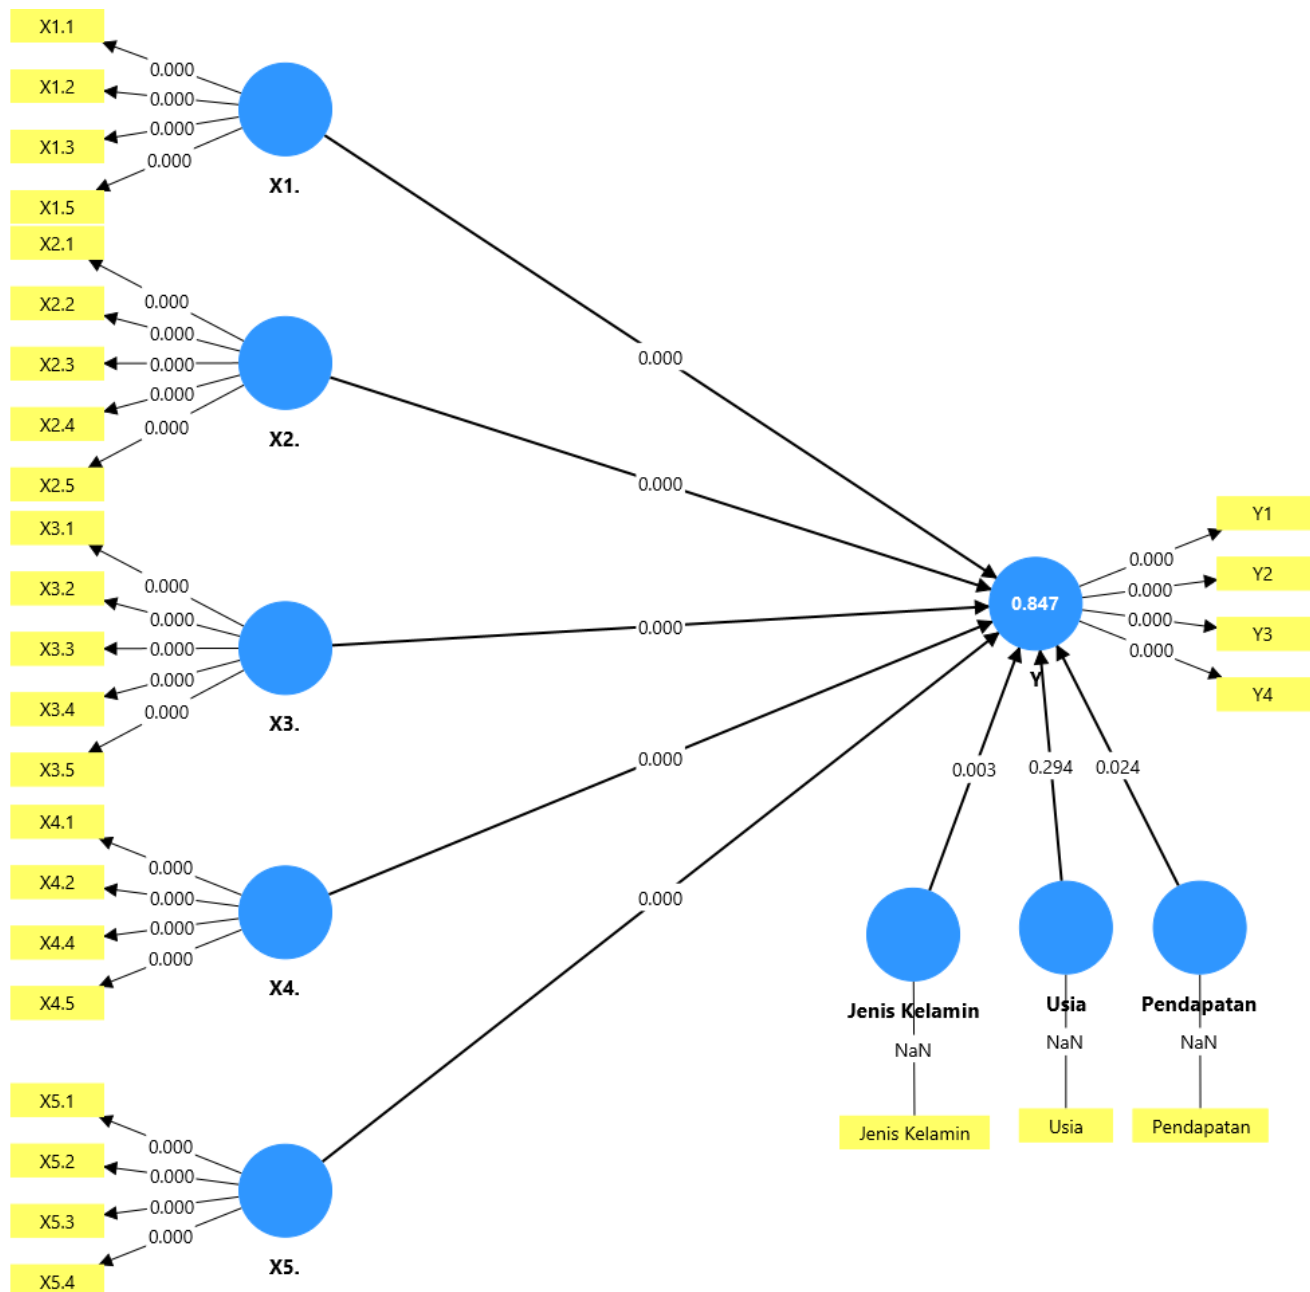 X1.1
0.000
X1.2
0.000
X1.3
0.000
0.000
X1.5
X1.
X2.1
0.000
X2.2
0.000
X2.3
0.000
0.000
X2.4
0.000
X2.5
X2.
X3.1
0.000
X3.2
0.000
X3.3
0.000
0.000
X3.4
0.000
X3.5
X3.
X4.1
0.000
X4.2
0.000
0.000
X4.4
0.000
X4.5
X4.
X5.1
0.000
X5.2
0.000
0.000
X5.3
0.000
X5.4
X5.
0.000
0.000
0.000
0.000
0.000
0.847
Y
0.000
0.000
0.000
0.000
Y1
Y2
Y3
Y4
0.003
0.294
0.024
Jenis Kelamin
Usia
Pendapatan
NaN
NaN
NaN
Jenis Kelamin
Usia
Pendapatan